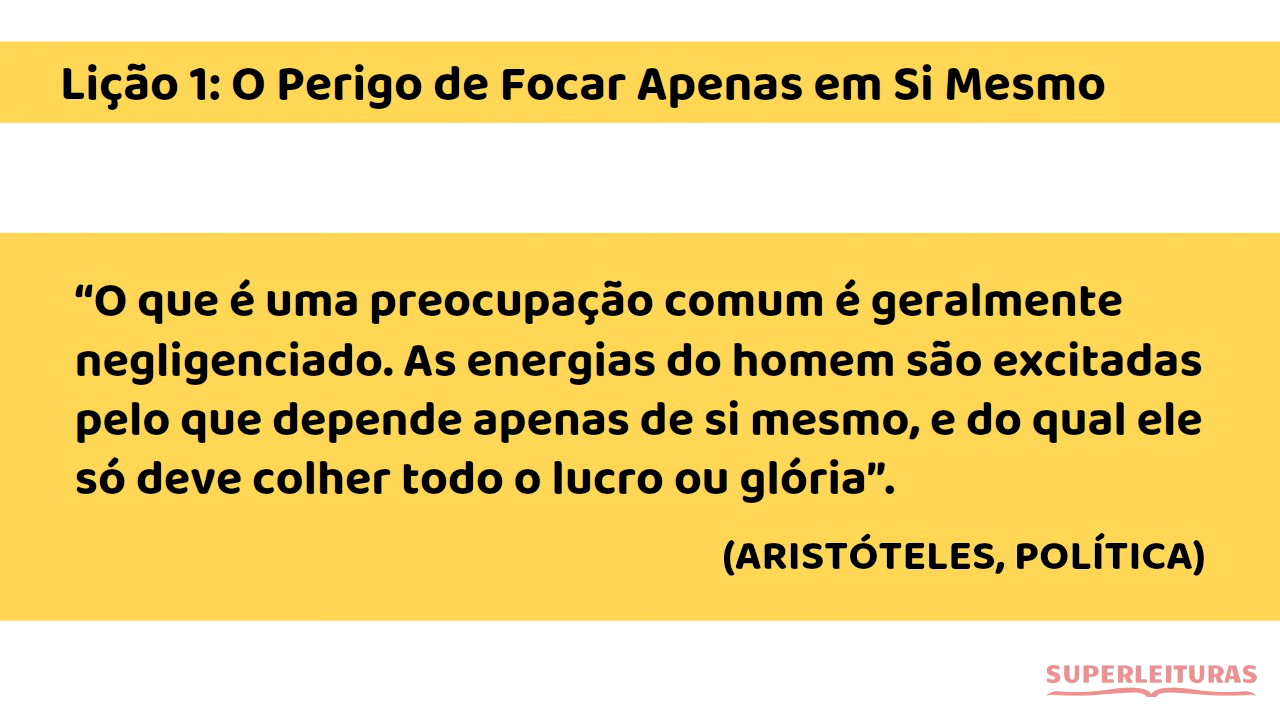 Lição 1: O Perigo de Focar Apenas em Si Mesmo
“O que é uma preocupação comum é geralmente
negligenciado. As energias do homem são excitadas
pelo que depende apenas de si mesmo, e do qual ele
só deve colher todo o lucro ou glória”.
(ARISTÓTELES, POLÍTICA)
SUPERLEITURAS